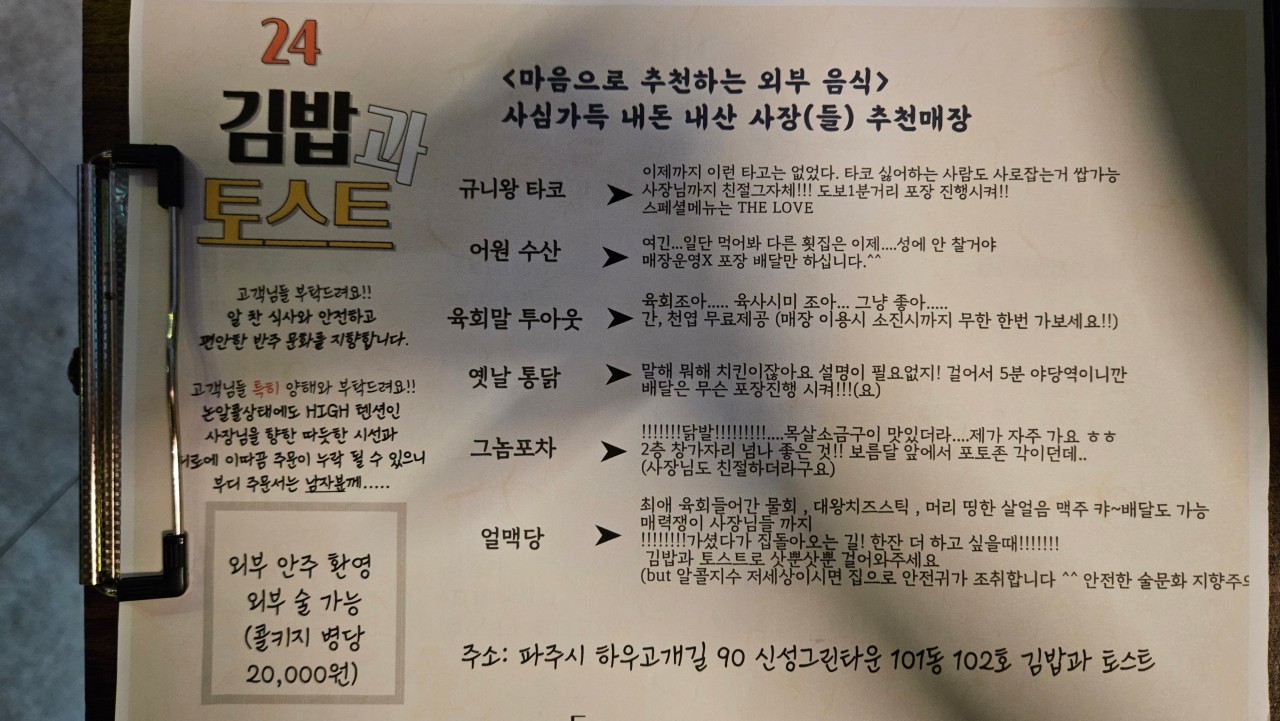 24
김밥과
토스트
고객님들 부탁드려요!!
알 찬 식사와 안전하고
편안한 반주 문화를 지향합니다.
고객님들 특히 양해와 부탁드려요!!
논알콜상태에도 HIGH 텐션인
사장님을 향한 따뜻한 시선과
이따끔 주문이 누락 될 수 있으니
부디 주문서는 남자분께.....
외부 안주 환영
외부 술 가능
(콜키지 병당
20,000원)
<마음으로 추천하는 외부 음식>
사심가득 내돈 내산 사장(들) 추천매장
규니왕 타코 ➤ 이제까지 이런 타고는 없었다. 타코 싫어하는 사람도 사로잡는거 쌉가능
사장님까지 친절그자체!!! 도보1분거리 포장 진행시켜!!
스페셜메뉴는 THE LOVE
어원 수산 ➤ 여긴...일단 먹어봐 다른 횟집은 이제....성에 안 찰거야
매장운영X 포장 배달만 하십니다.^^
육회말 투아웃 ➤ 육회조아..... 육사시미 조아... 그냥 좋아.....
간, 천엽 무료제공 (매장 이용시 소진시까지 무한 한번 가보세요!!)
옛날 통닭 ➤ 말해 뭐해 치킨이잖아요 설명이 필요없지! 걸어서 5분 야당역이니깐
배달은 무슨 포장진행 시켜!!!(요)
그놈포차 ➤ !!!!!!!닭발!!!!!!!!!....목살소금구이 맛있더라....제가 자주 가요 ㅎㅎ
2층 창가자리 넘나 좋은 것!! 보름달 앞에서 포토존 각이던데..
(사장님도 친절하더라구요)
얼맥당 ➤ 최애 육회들어간 물회 , 대왕치즈스틱 , 머리 띵한 살얼음 맥주 캬~배달도 가능
매력쟁이 사장님들 까지
!!!!!!!!가셨다가 집돌아오는 길! 한잔 더 하고 싶을때!!!!!!!
김밥과 토스트로 삿뿐삿뿐 걸어와주세요
(but 알콜지수 저세상이시면 집으로 안전귀가 조취합니다 ^^ 안전한 술문화 지향주의
주소: 파주시 하우고개길 90 신성그린타운 101동 102호 김밥과 토스트